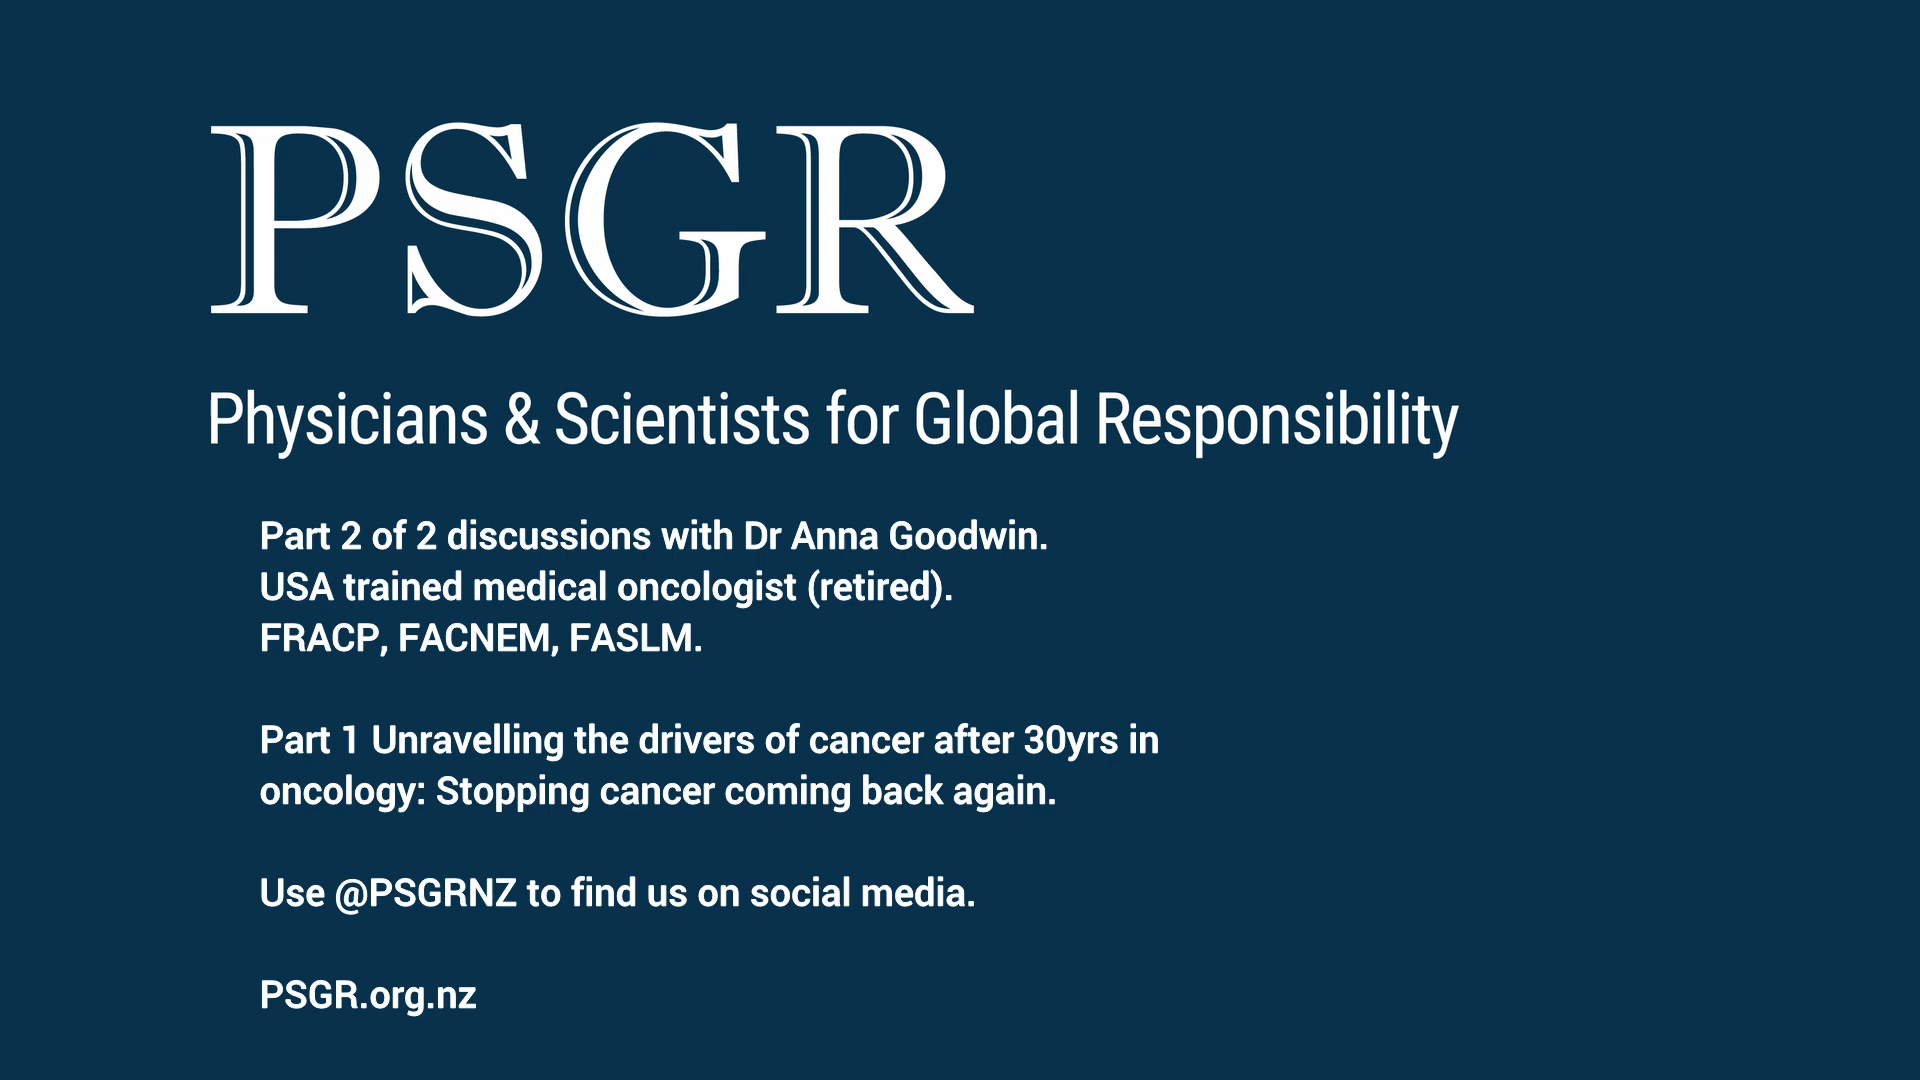 PSGR
Physicians & Scientists for Global Responsibility
Part 2 of 2 discussions with Dr Anna Goodwin.
USA trained medical oncologist (retired).
FRACP, FACNEM, FASLM.
Part 1 Unravelling the drivers of cancer after 30yrs in
oncology: Stopping cancer coming back again.
Use @PSGRNZ to find us on social media.
PSGR.org.nz